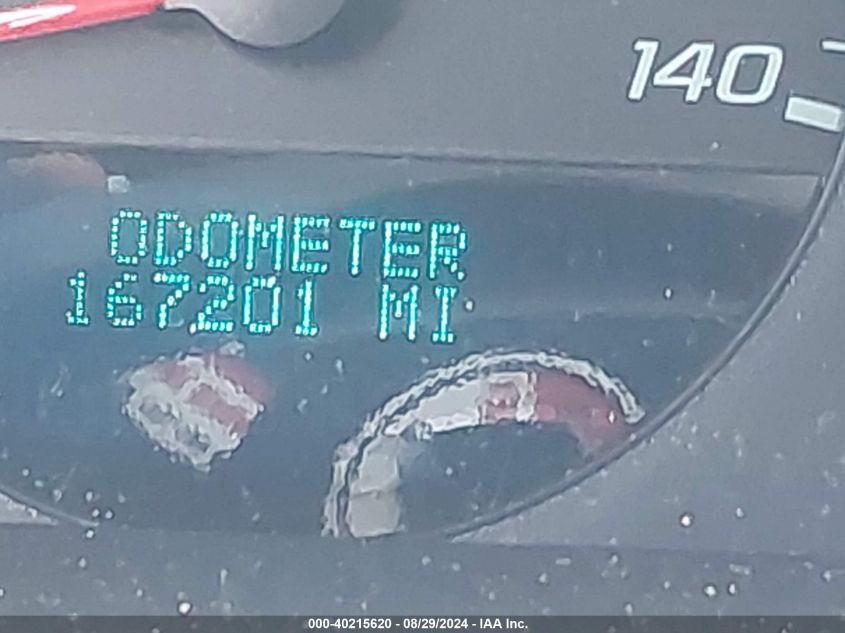 140
ODOMETER
167201 MI
000-40215620 - 08/29/2024 - IAA Inc.